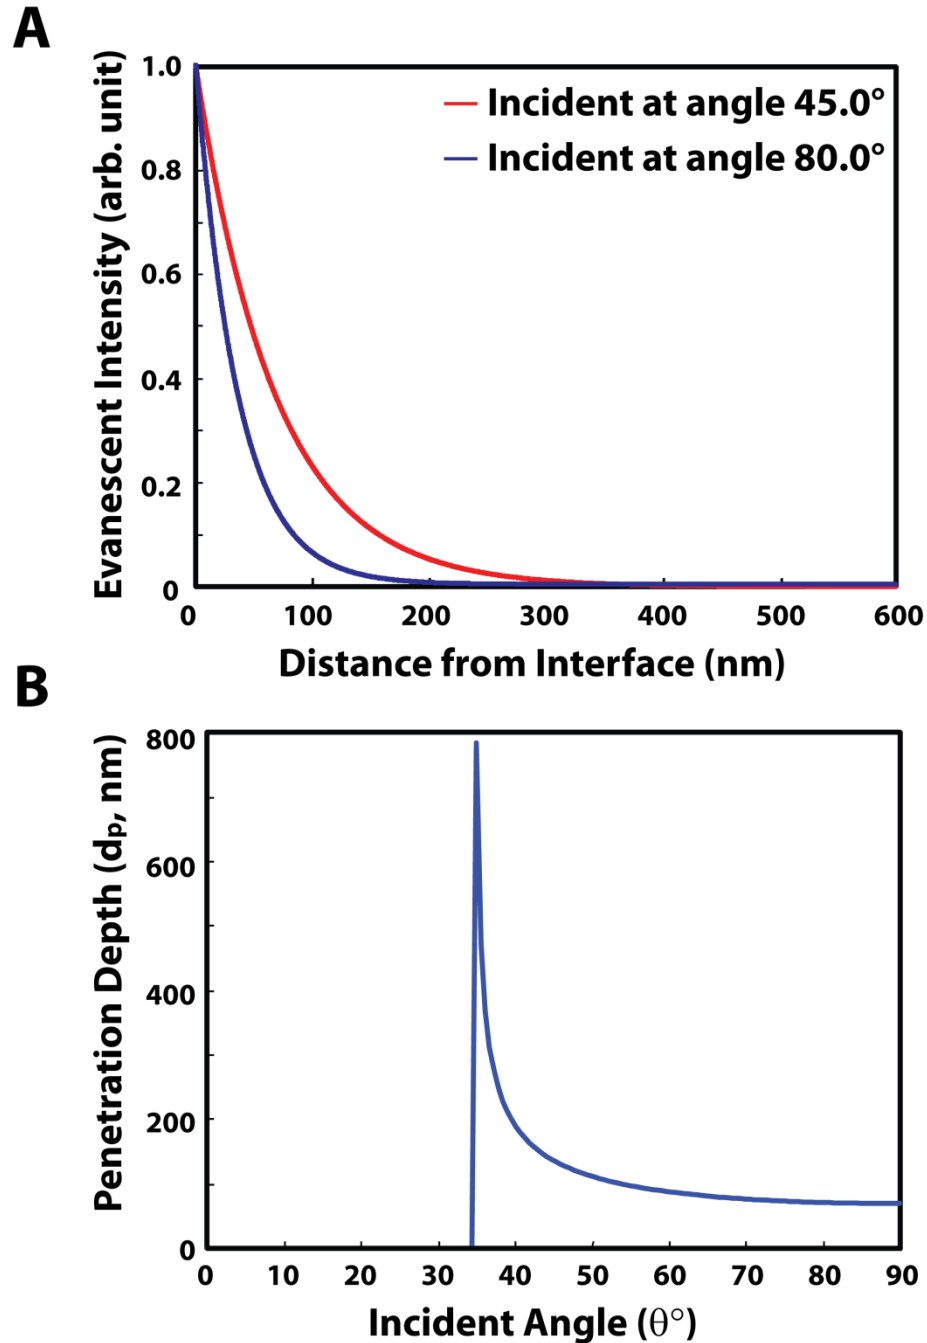 A
Evanescent Intensity (arb. unit)
1.0
0.8
0.6
0.4
0.2
0
Incident at angle 45.0°
Incident at angle 80.0°
0 100 200 300 400 500 600
Distance from Interface (nm)
B
Penetration Depth (dp, nm)
800
600
400
200
0
0 10 20 30 40 50 60 70 80 90
Incident Angle (θ°)